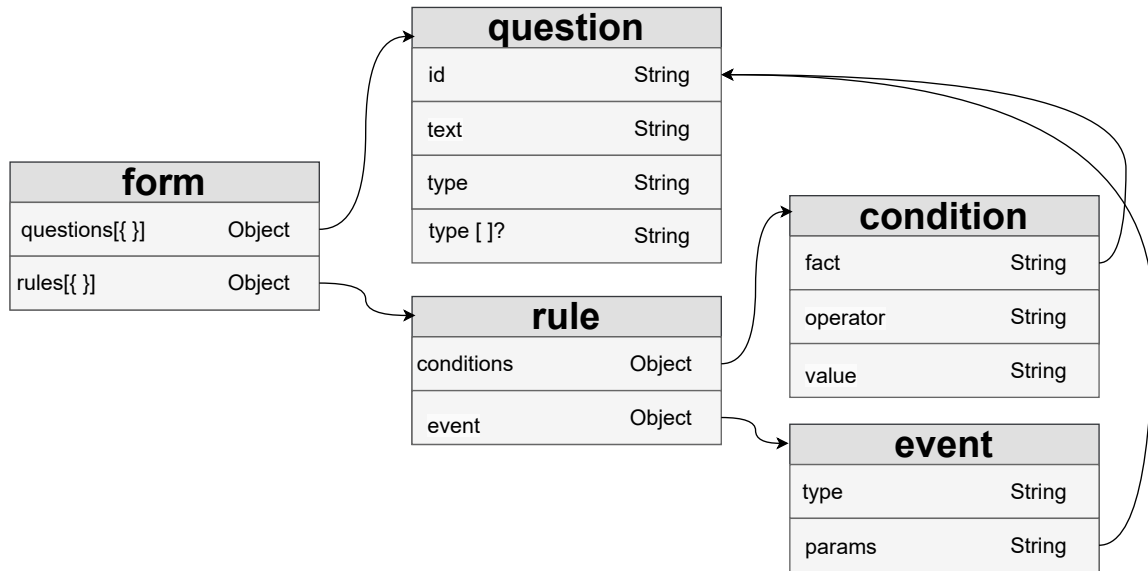 question
id String
text String
type String
type [ ]? String
form
questions[{ }] Object
rules[{ }] Object
rule
conditions Object
event Object
condition
fact String
operator String
value String
event
type String
params String